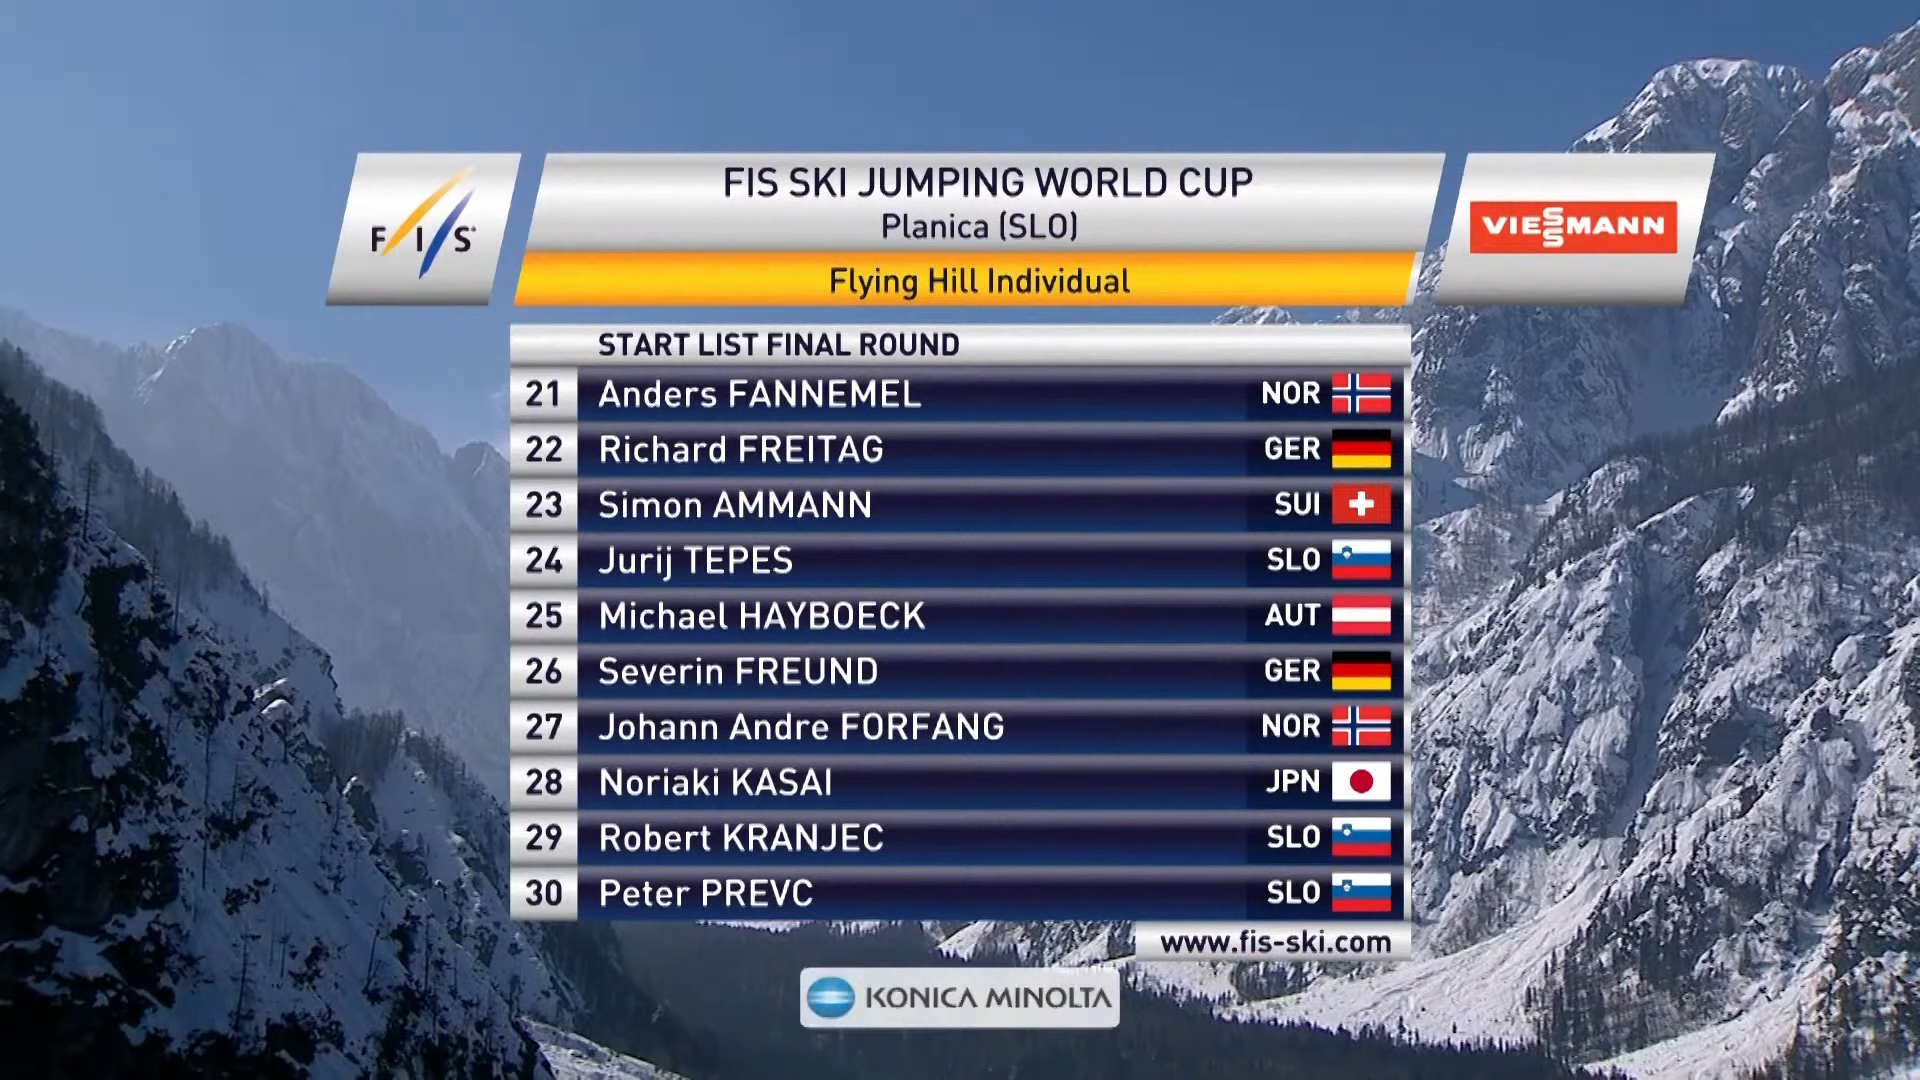 FIS
FIS SKI JUMPING WORLD CUP
Planica (SLO)
Flying Hill Individual
VIESSMANN
START LIST FINAL ROUND
21 Anders FANNEMEL NOR
22 Richard FREITAG GER
23 Simon AMMANN SUI
24 Jurij TEPES SLO
25 Michael HAYBOECK AUT
26 Severin FREUND GER
27 Johann Andre FORFANG NOR
28 Noriaki KASAI JPN
29 Robert KRANJEC SLO
30 Peter PREVC SLO
www.fis-ski.com
KONICA MINOLTA